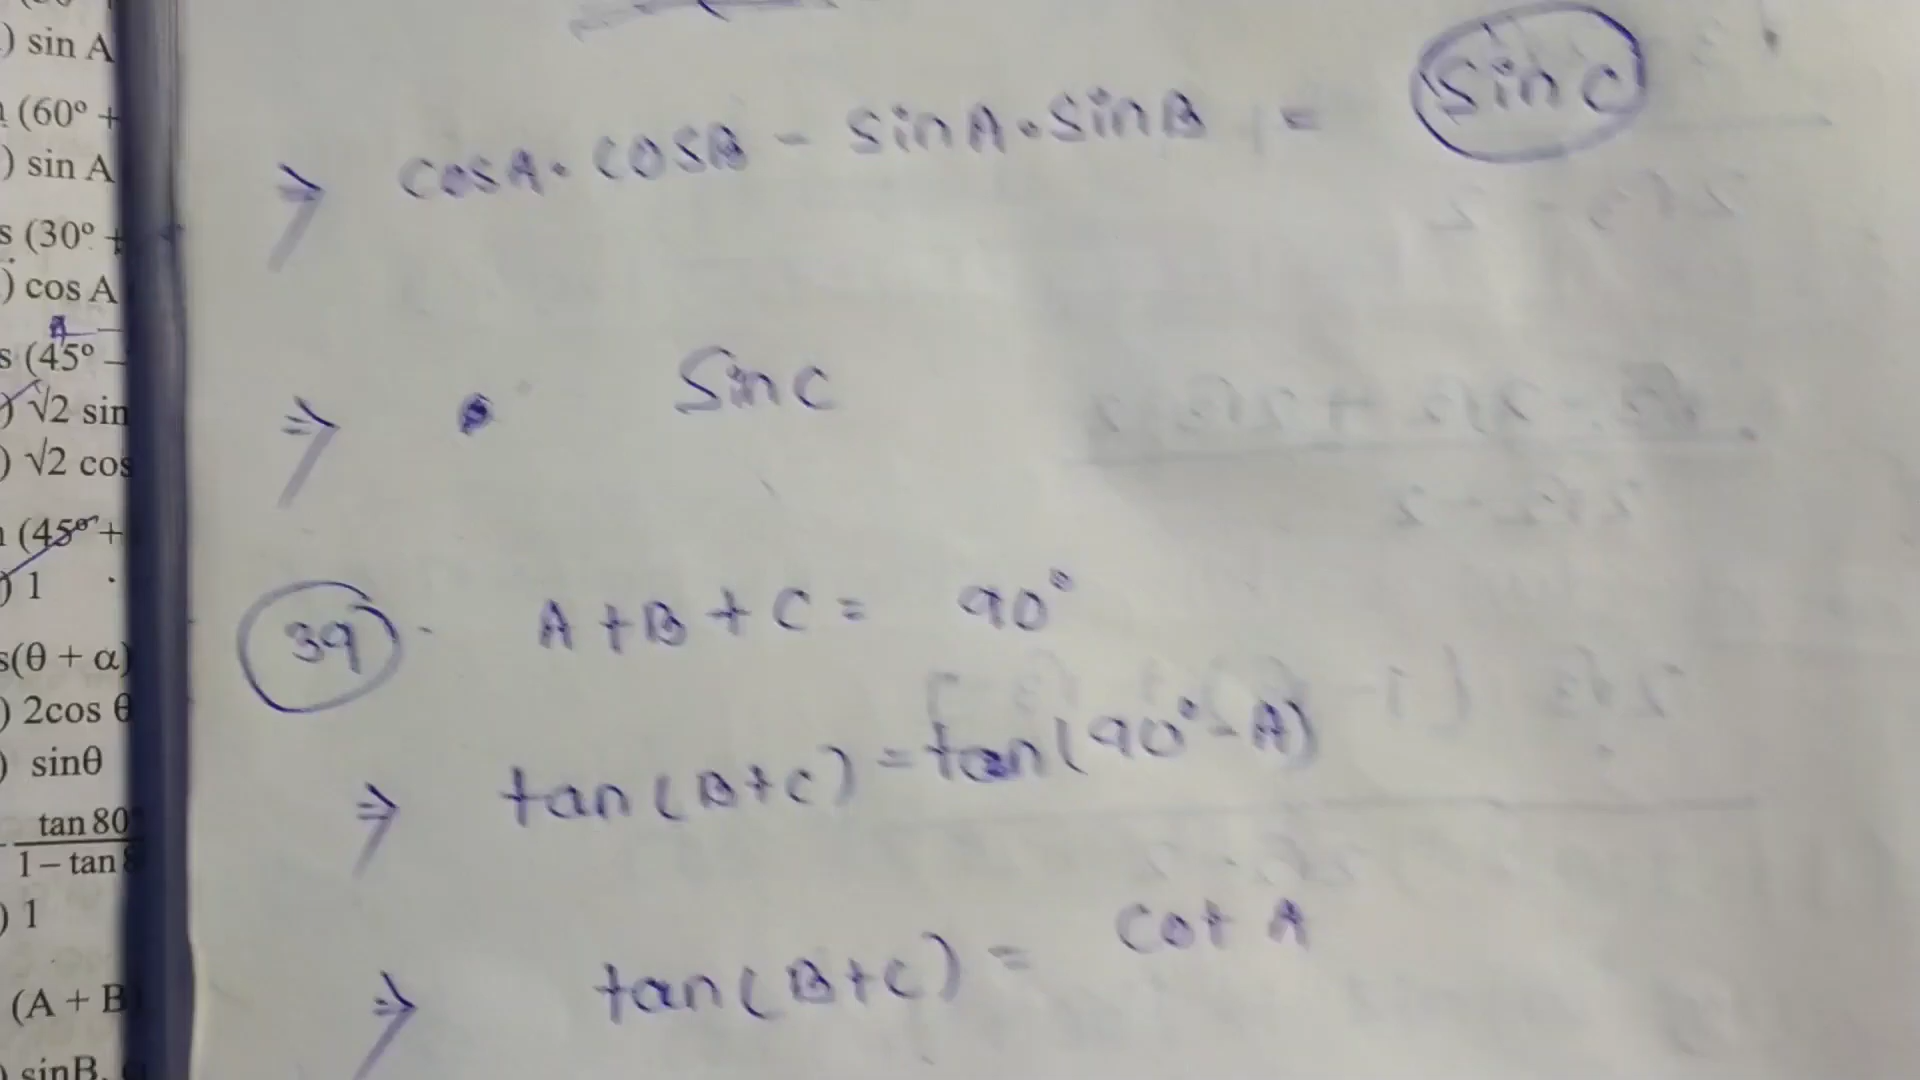 ) sin A
(60° +
) sin A
s (30° +
) cos A
A
s (45° –
) √2 sin
) √2 cos
(45° +
) 1
s(θ + α)
) 2cos θ
) sinθ
tan 80
1 – tan
) 1
(A + B
) sinB.
⇒ cosA · cosB - sinA · sinB = sin C
⇒ Sin C
39 A + B + C = 90°
⇒ tan(B+C) = tan(90° - A)
⇒ tan(B+C) = cot A